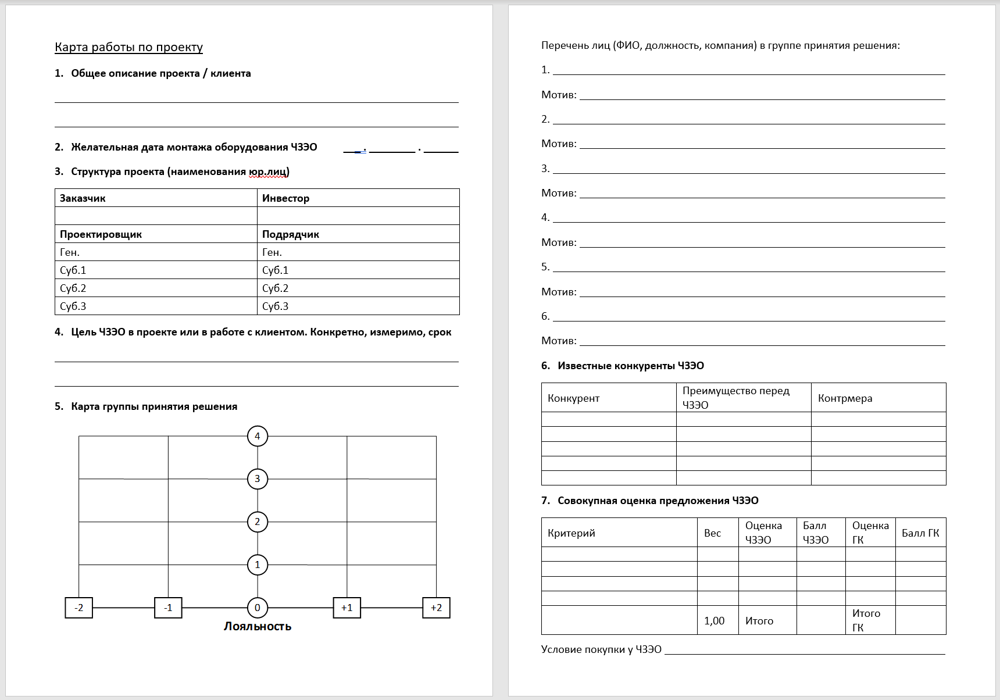 Карта работы по проекту
1. Общее описание проекта / клиента
2. Желательная дата монтажа оборудования ЧЗЭО ___ . ________ . ______
3. Структура проекта (наименования юр.лиц)
Заказчик Инвестор
Проектировщик Подрядчик
Ген. Ген.
Суб.1 Суб.1
Суб.2 Суб.2
Суб.3 Суб.3
4. Цель ЧЗЭО в проекте или в работе с клиентом. Конкретно, измеримо, срок
5. Карта группы принятия решения
4
3
2
1
-2 -1 0 +1 +2
Лояльность
Перечень лиц (ФИО, должность, компания) в группе принятия решения:
1.
Мотив:
2.
Мотив:
3.
Мотив:
4.
Мотив:
5.
Мотив:
6.
Мотив:
6. Известные конкуренты ЧЗЭО
Конкурент Преимущество перед ЧЗЭО Контрмера
7. Совокупная оценка предложения ЧЗЭО
Критерий Вес Оценка ЧЗЭО Балл ЧЗЭО Оценка ГК Балл ГК
1,00 Итого Итого ГК
Условие покупки у ЧЗЭО